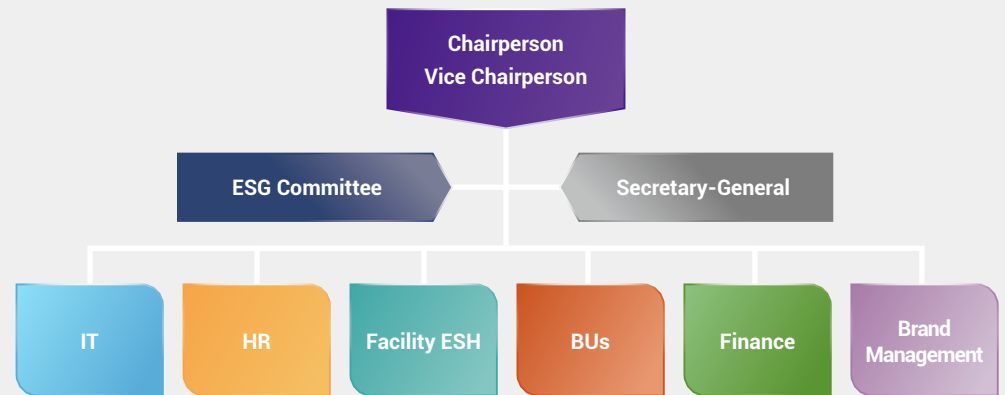 Chairperson
Vice Chairperson
ESG Committee
Secretary-General
IT
HR
Facility ESH
BUs
Finance
Brand
Management